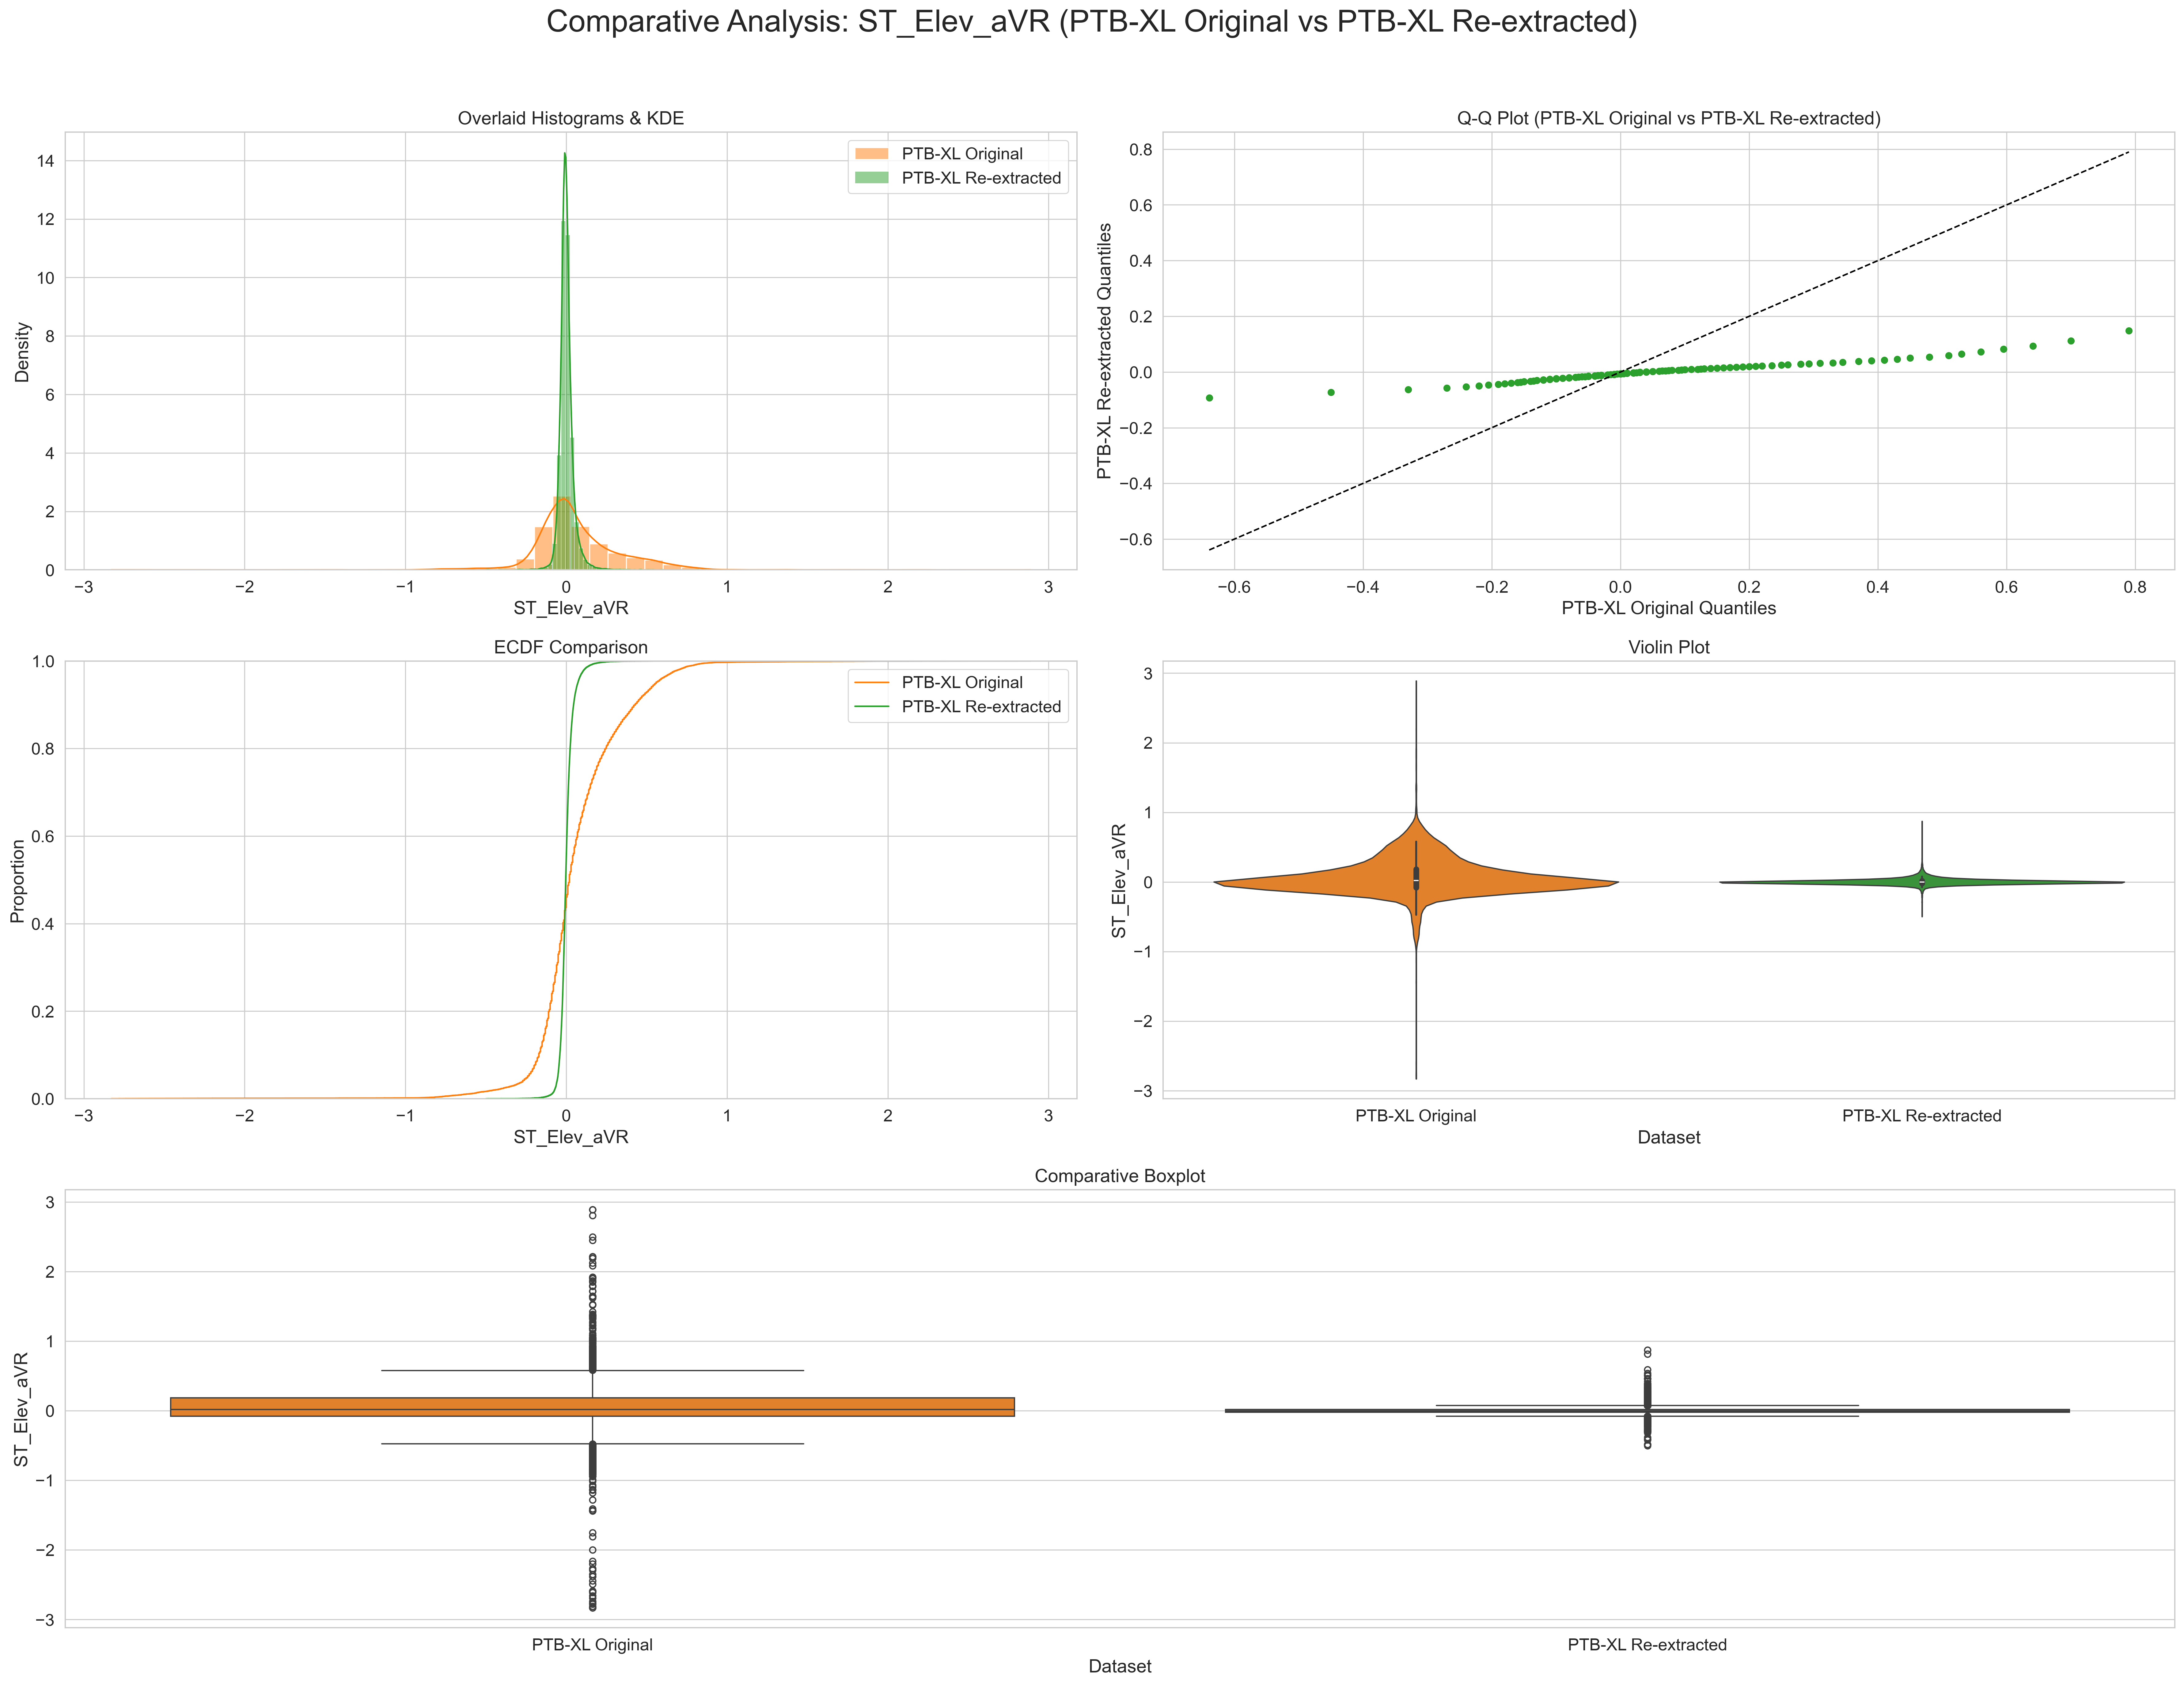 Comparative Analysis: ST_Elev_aVR (PTB-XL Original vs PTB-XL Re-extracted)
Overlaid Histograms & KDE
PTB-XL Original
PTB-XL Re-extracted
Density
14
12
10
8
6
4
2
0
−3 −2 −1 0 1 2 3
ST_Elev_aVR
Q-Q Plot (PTB-XL Original vs PTB-XL Re-extracted)
PTB-XL Re-extracted Quantiles
0.8
0.6
0.4
0.2
0.0
−0.2
−0.4
−0.6
−0.6 −0.4 −0.2 0.0 0.2 0.4 0.6 0.8
PTB-XL Original Quantiles
ECDF Comparison
PTB-XL Original
PTB-XL Re-extracted
Proportion
1.0
0.8
0.6
0.4
0.2
0.0
−3 −2 −1 0 1 2 3
ST_Elev_aVR
Violin Plot
ST_Elev_aVR
3
2
1
0
−1
−2
−3
PTB-XL Original PTB-XL Re-extracted
Dataset
Comparative Boxplot
ST_Elev_aVR
3
2
1
0
−1
−2
−3
PTB-XL Original PTB-XL Re-extracted
Dataset